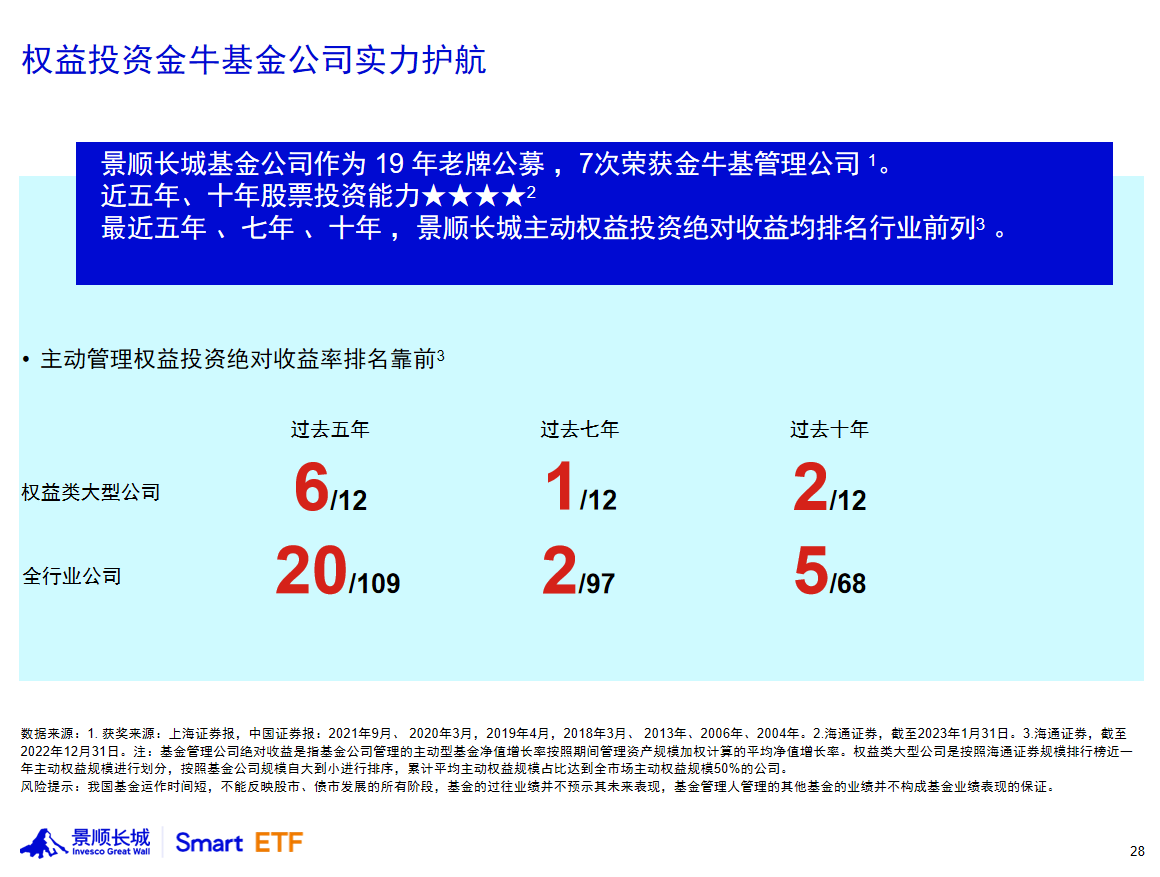 权益投资金牛基金公司实力护航
景顺长城基金公司作为 19 年老牌公募 ，7次荣获金牛基管理公司 1。
近五年、十年股票投资能力★★★★2
最近五年 、七年 、十年 ，景顺长城主动权益投资绝对收益均排名行业前列3 。
• 主动管理权益投资绝对收益率排名靠前3
过去五年 过去七年 过去十年
权益类大型公司 6/12 1/12 2/12
全行业公司 20/109 2/97 5/68
数据来源：1. 获奖来源：上海证券报，中国证券报：2021年9月、 2020年3月，2019年4月，2018年3月、 2013年、2006年、2004年。2.海通证券，截至2023年1月31日。3.海通证券，截至
2022年12月31日。注：基金管理公司绝对收益是指基金公司管理的主动型基金净值增长率按照期间管理资产规模加权计算的平均净值增长率。权益类大型公司是按照海通证券规模排行榜近一
年主动权益规模进行划分，按照基金公司规模自大到小进行排序，累计平均主动权益规模占比达到全市场主动权益规模50%的公司。
风险提示：我国基金运作时间短，不能反映股市、债市发展的所有阶段，基金的过往业绩并不预示其未来表现，基金管理人管理的其他基金的业绩并不构成基金业绩表现的保证。
景顺长城
Invesco Great Wall
Smart ETF
28